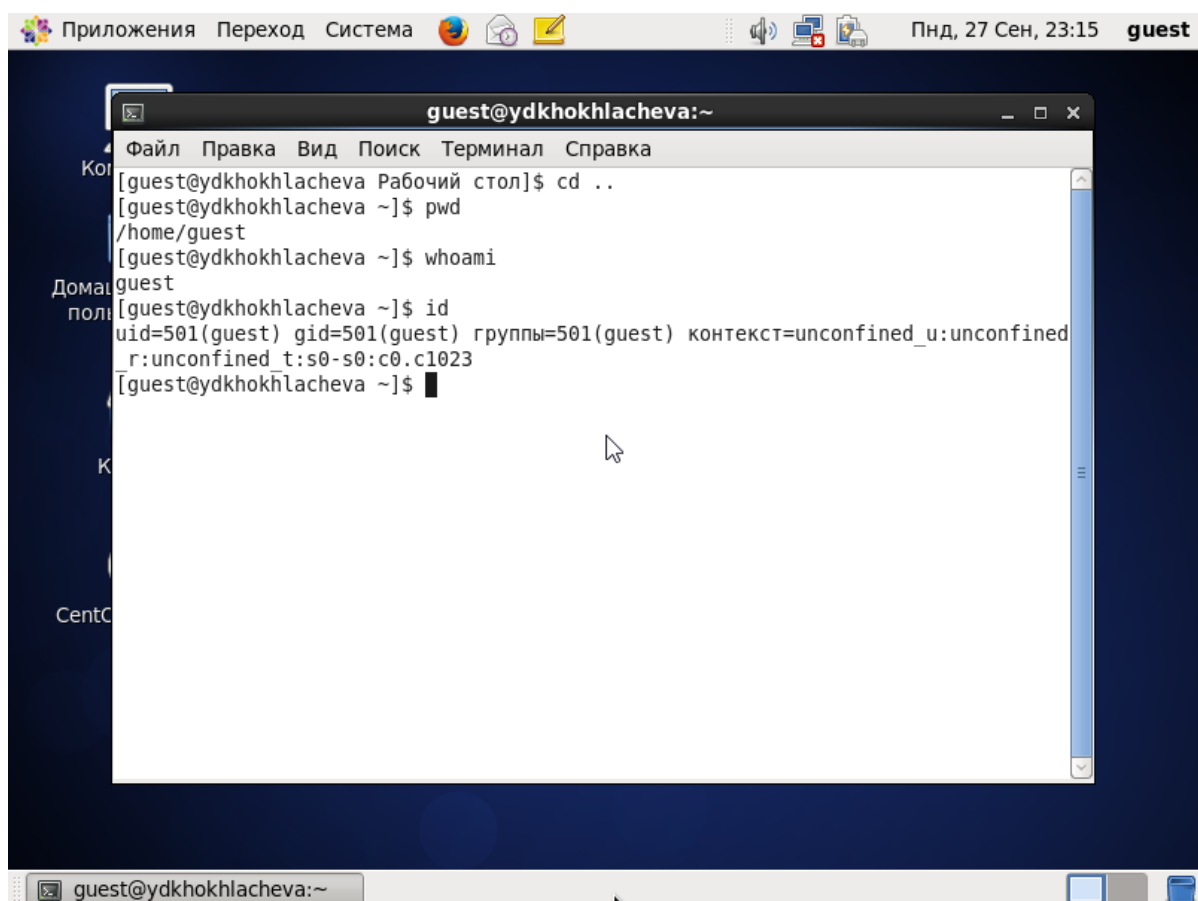 Приложения Переход Система Пнд, 27 Сен, 23:15 guest
guest@ydkhokhlacheva:~
Файл Правка Вид Поиск Терминал Справка
[guest@ydkhokhlacheva Рабочий стол]$ cd ..
[guest@ydkhokhlacheva ~]$ pwd
/home/guest
[guest@ydkhokhlacheva ~]$ whoami
guest
[guest@ydkhokhlacheva ~]$ id
uid=501(guest) gid=501(guest) группы=501(guest) контекст=unconfined_u:unconfined
_r:unconfined_t:s0-s0:c0.c1023
[guest@ydkhokhlacheva ~]$
guest@ydkhokhlacheva:~